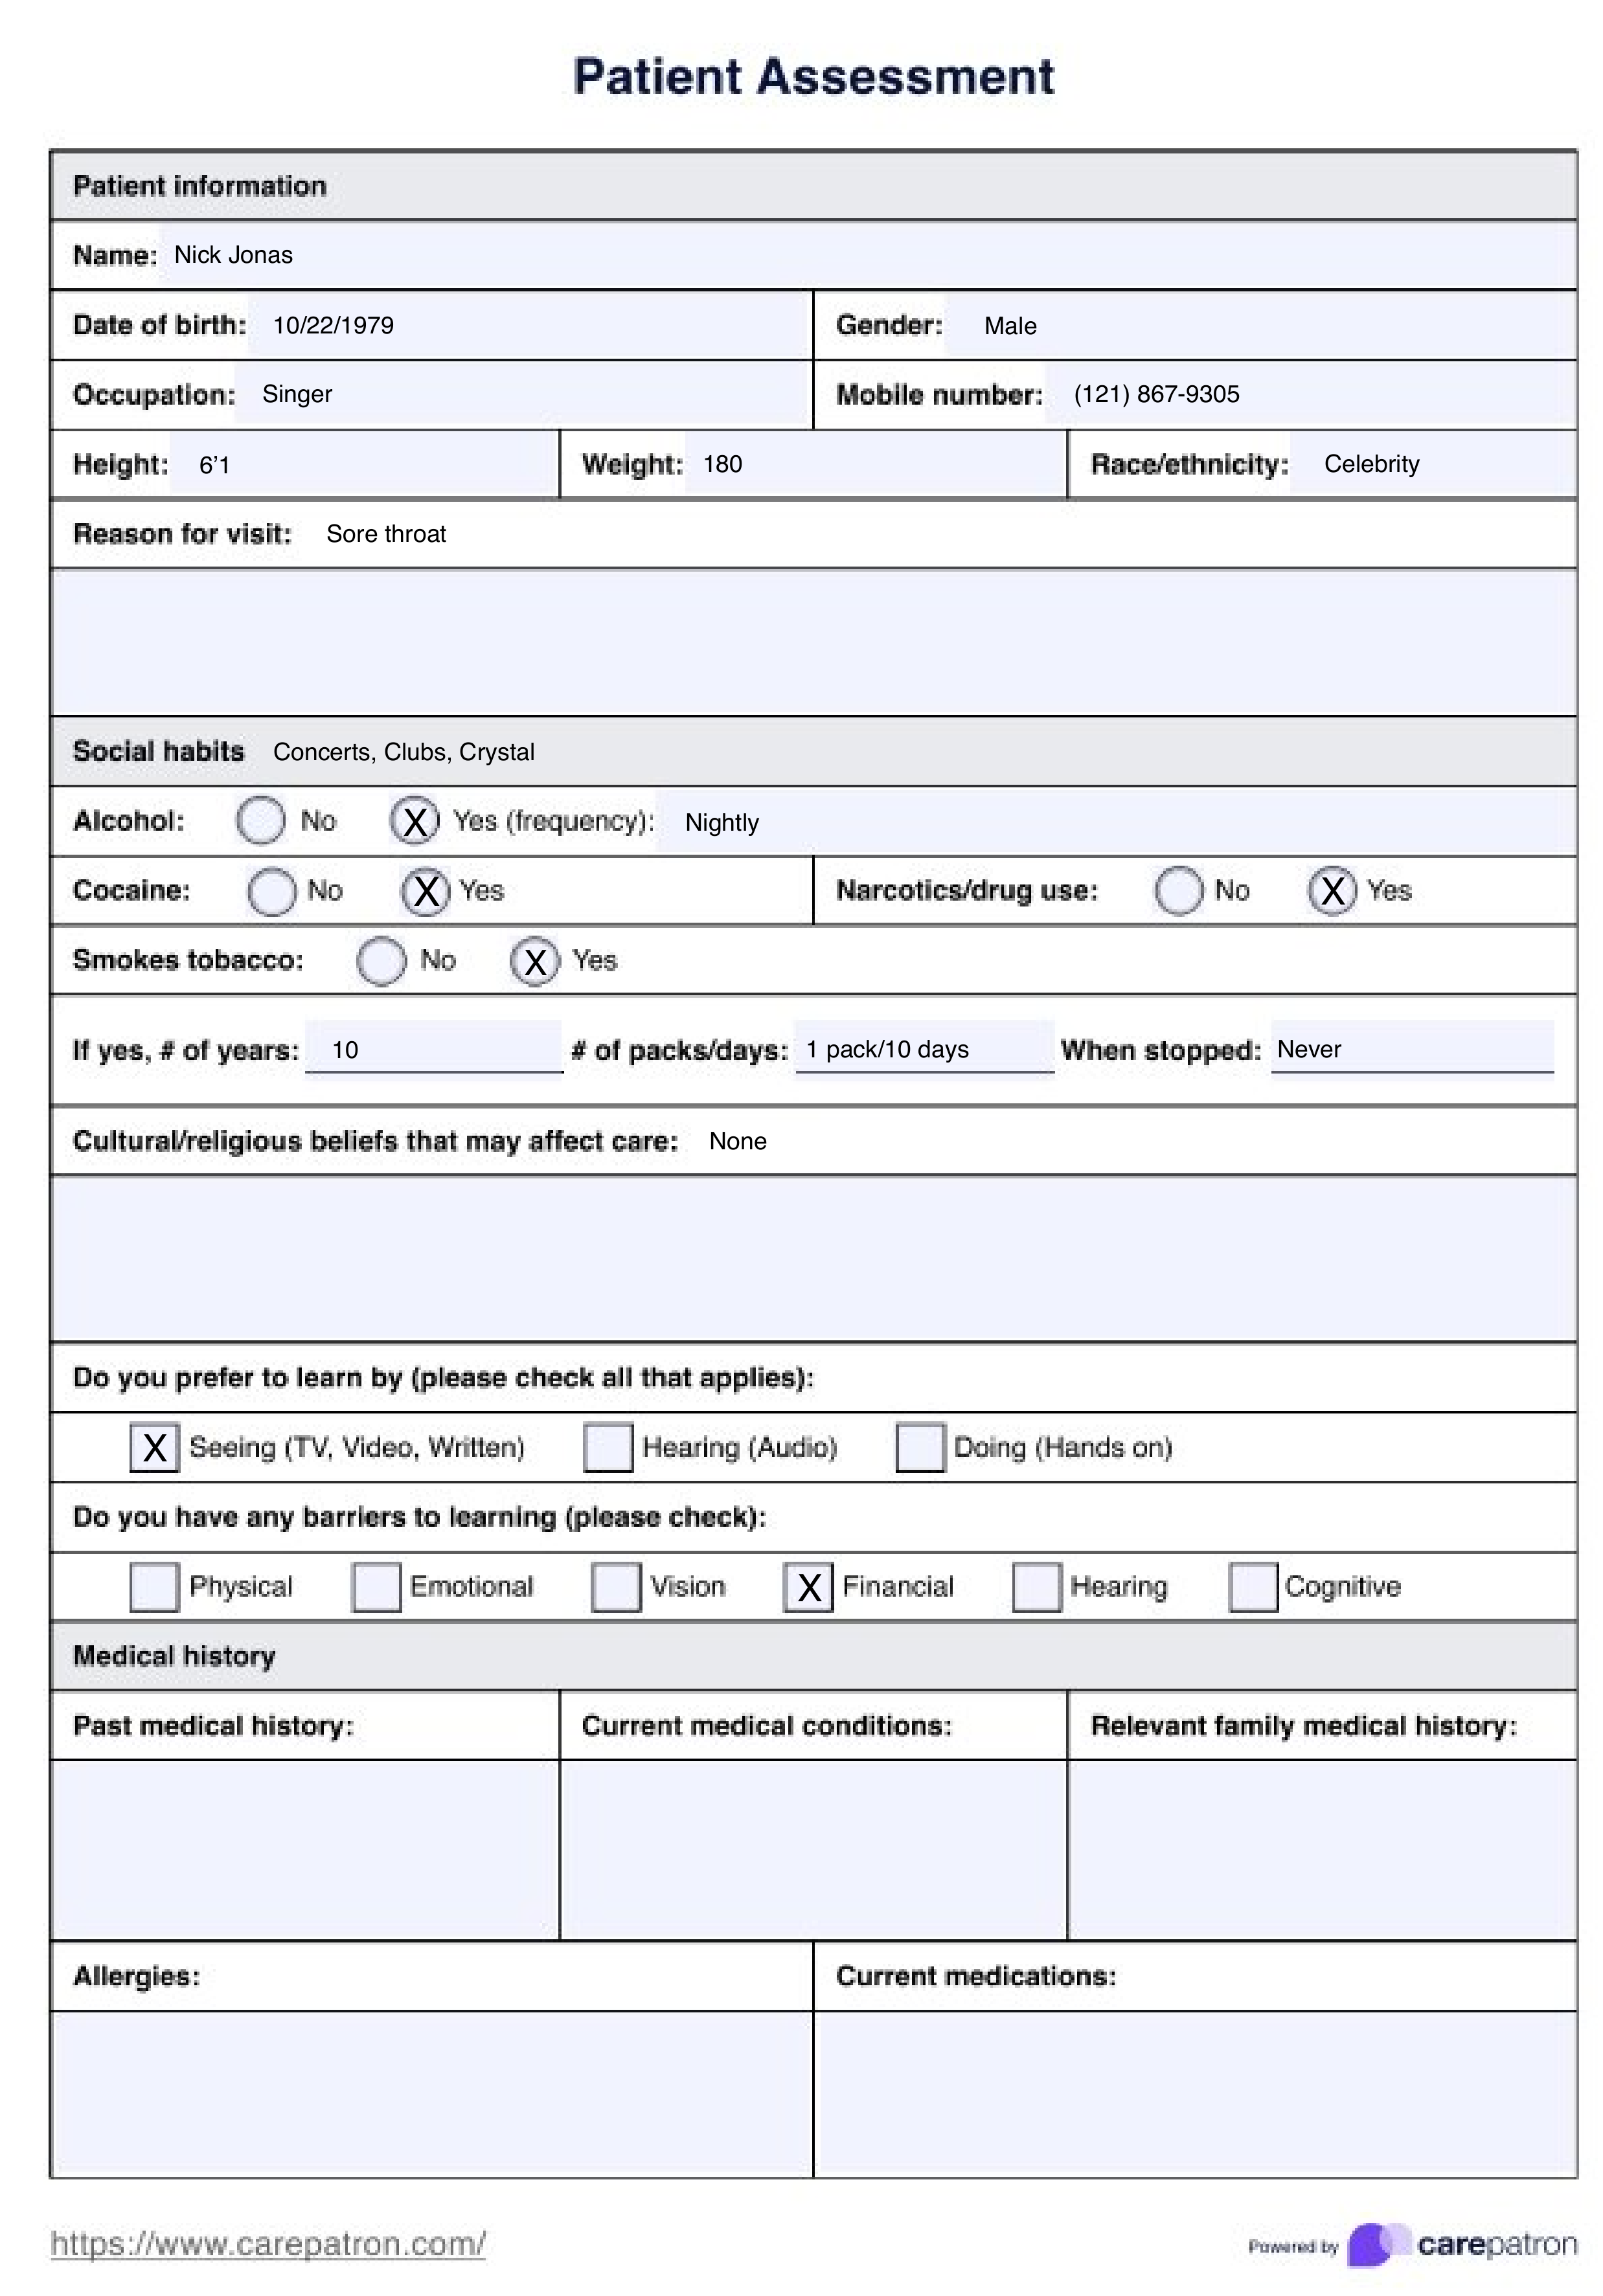 Patient Assessment
Patient information
Name: Nick Jonas
Date of birth: 10/22/1979 Gender: Male
Occupation: Singer Mobile number: (121) 867-9305
Height: 6’1 Weight: 180 Race/ethnicity: Celebrity
Reason for visit: Sore throat
Social habits Concerts, Clubs, Crystal
Alcohol: No X Yes (frequency): Nightly
Cocaine: No X Yes Narcotics/drug use: No X Yes
Smokes tobacco: No X Yes
If yes, # of years: 10 # of packs/days: 1 pack/10 days When stopped: Never
Cultural/religious beliefs that may affect care: None
Do you prefer to learn by (please check all that applies):
X Seeing (TV, Video, Written) Hearing (Audio) Doing (Hands on)
Do you have any barriers to learning (please check):
Physical Emotional Vision X Financial Hearing Cognitive
Medical history
Past medical history: Current medical conditions: Relevant family medical history:
Allergies: Current medications:
https://www.carepatron.com/ Powered by carepatron